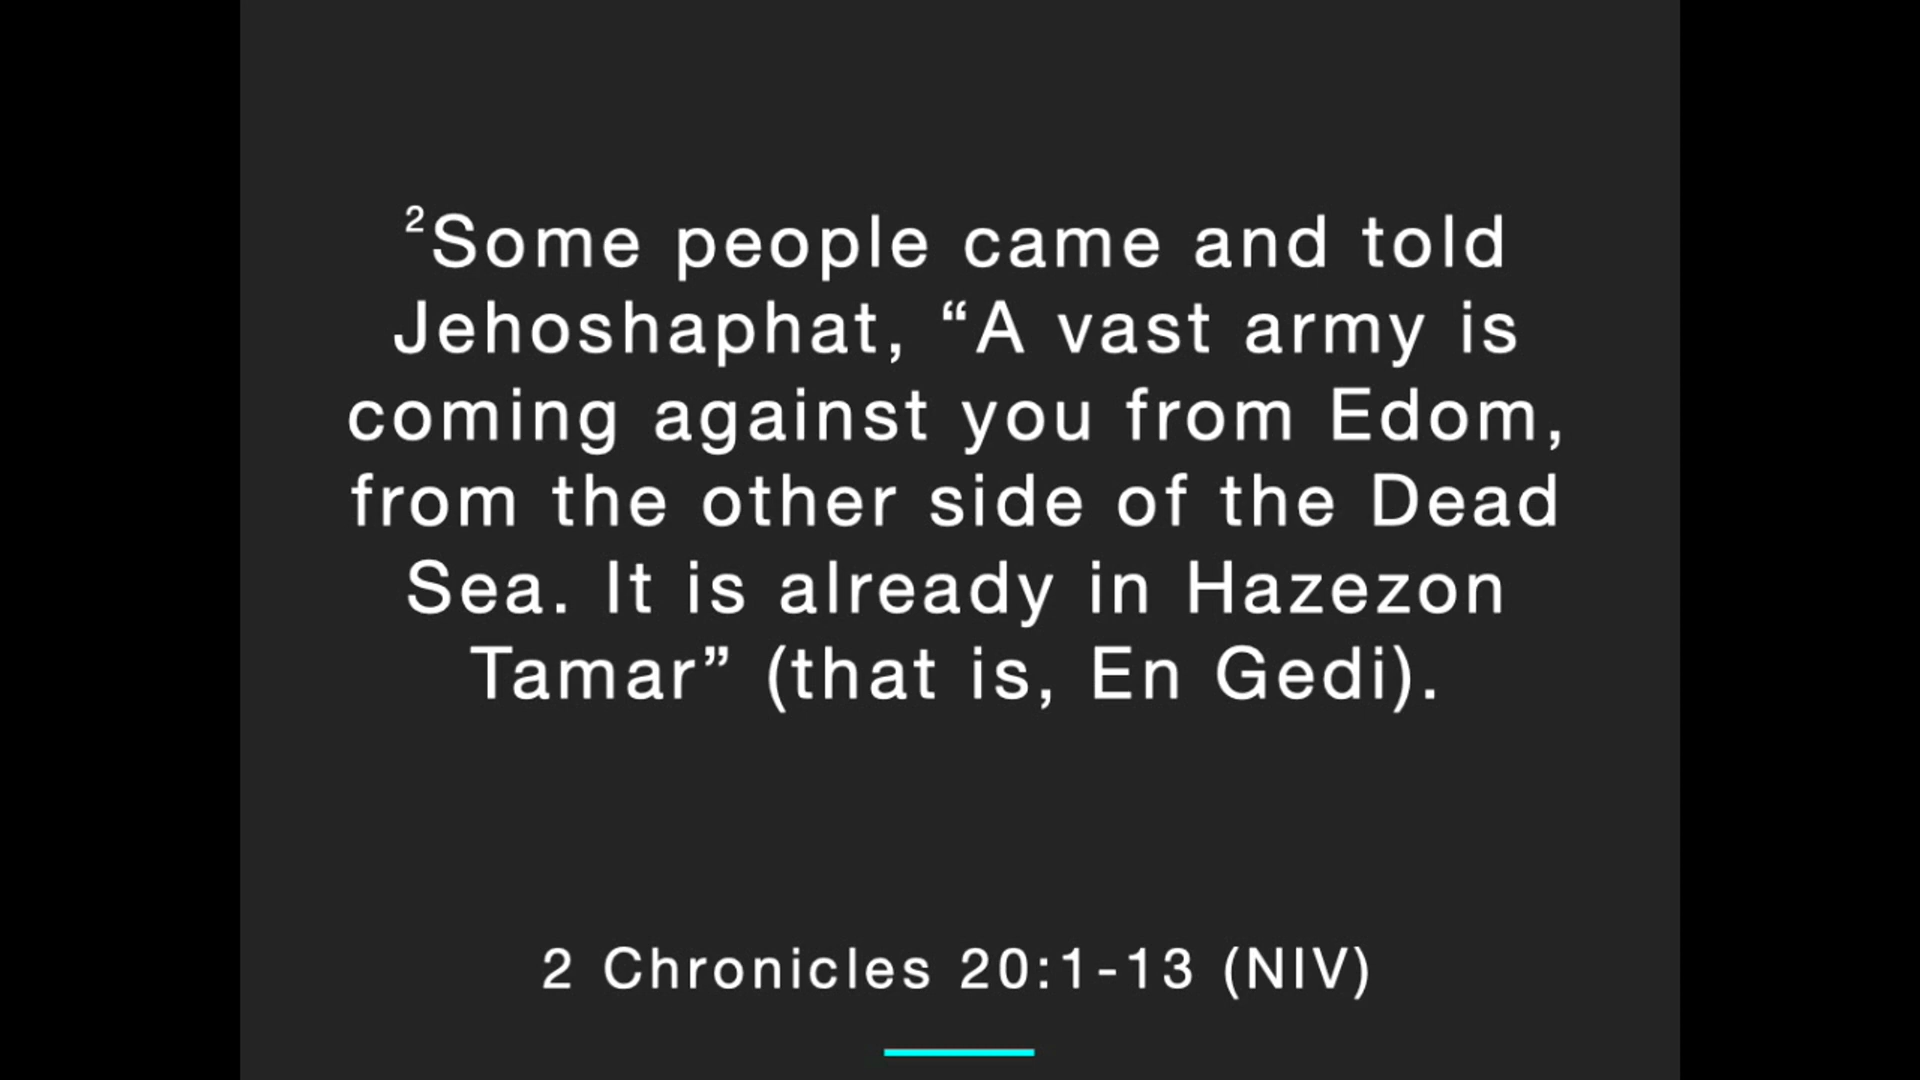 ²Some people came and told
Jehoshaphat, “A vast army is
coming against you from Edom,
from the other side of the Dead
Sea. It is already in Hazezon
Tamar” (that is, En Gedi).
2 Chronicles 20:1-13 (NIV)